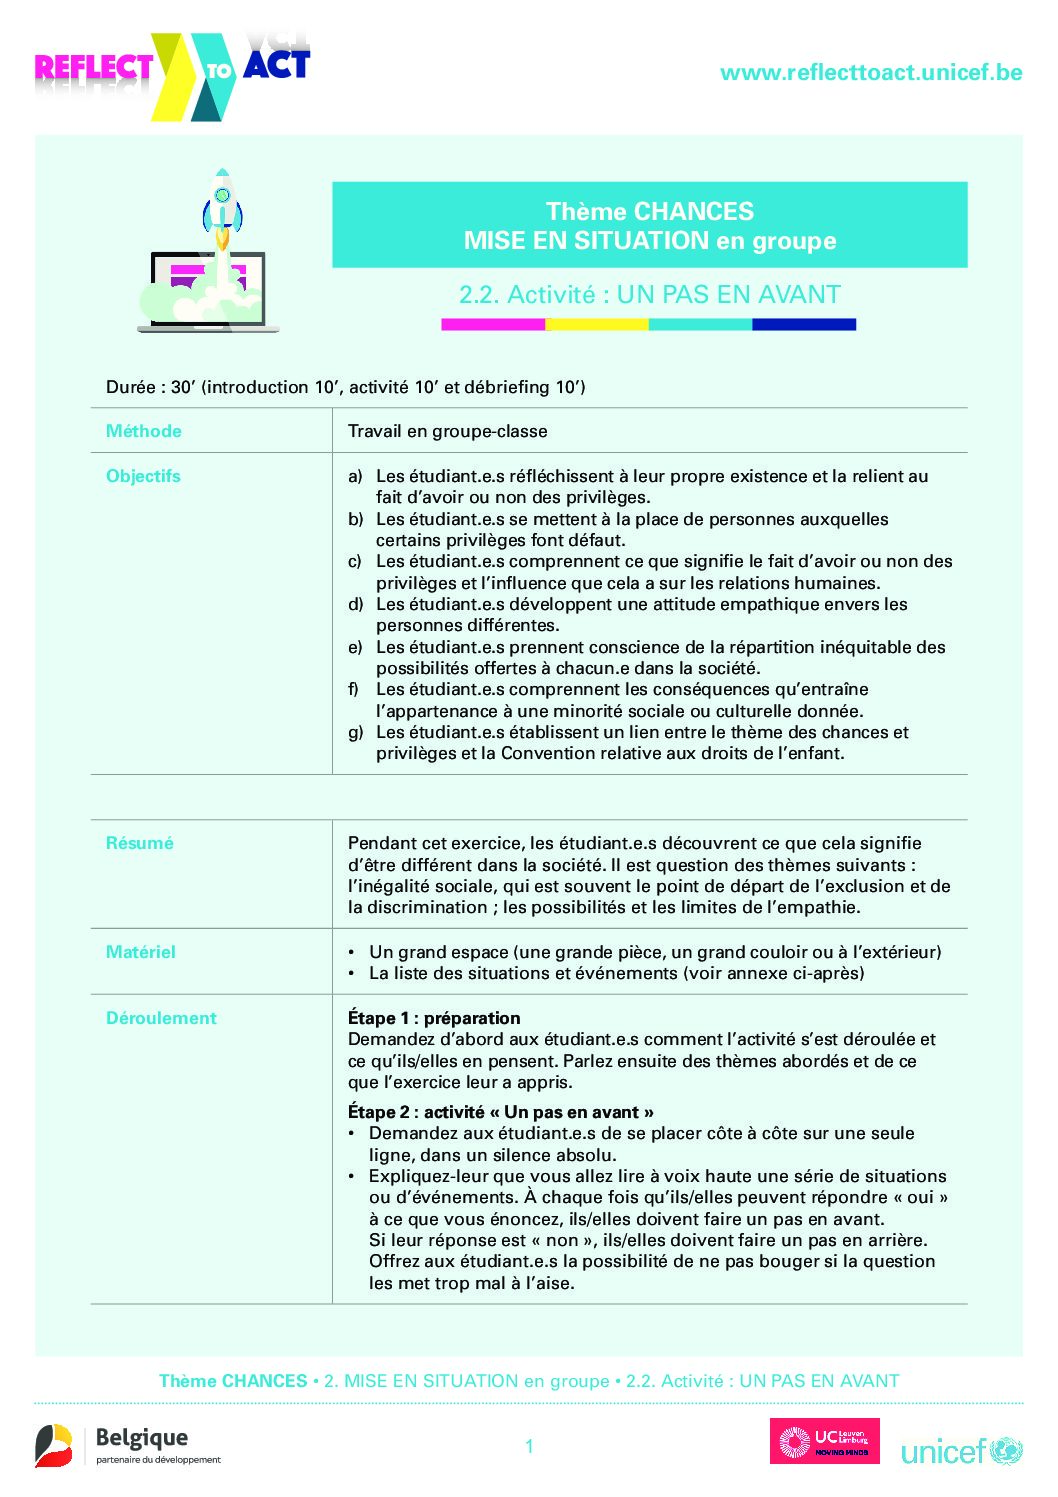 REFLECT TO ACT
www.reflecttoact.unicef.be
Thème CHANCES
MISE EN SITUATION en groupe
2.2. Activité : UN PAS EN AVANT
Durée : 30’ (introduction 10’, activité 10’ et débriefing 10’)
Méthode
Travail en groupe-classe
Objectifs
a) Les étudiant.e.s réfléchissent à leur propre existence et la relient au
fait d’avoir ou non des privilèges.
b) Les étudiant.e.s se mettent à la place de personnes auxquelles
certains privilèges font défaut.
c) Les étudiant.e.s comprennent ce que signifie le fait d’avoir ou non des
privilèges et l’influence que cela a sur les relations humaines.
d) Les étudiant.e.s développent une attitude empathique envers les
personnes différentes.
e) Les étudiant.e.s prennent conscience de la répartition inéquitable des
possibilités offertes à chacun.e dans la société.
f) Les étudiant.e.s comprennent les conséquences qu’entraîne
l’appartenance à une minorité sociale ou culturelle donnée.
g) Les étudiant.e.s établissent un lien entre le thème des chances et
privilèges et la Convention relative aux droits de l’enfant.
Résumé
Pendant cet exercice, les étudiant.e.s découvrent ce que cela signifie
d’être différent dans la société. Il est question des thèmes suivants :
l’inégalité sociale, qui est souvent le point de départ de l’exclusion et de
la discrimination ; les possibilités et les limites de l’empathie.
Matériel
• Un grand espace (une grande pièce, un grand couloir ou à l’extérieur)
• La liste des situations et événements (voir annexe ci-après)
Déroulement
Étape 1 : préparation
Demandez d’abord aux étudiant.e.s comment l’activité s’est déroulée et
ce qu’ils/elles en pensent. Parlez ensuite des thèmes abordés et de ce
que l’exercice leur a appris.
Étape 2 : activité « Un pas en avant »
• Demandez aux étudiant.e.s de se placer côte à côte sur une seule
ligne, dans un silence absolu.
• Expliquez-leur que vous allez lire à voix haute une série de situations
ou d’événements. À chaque fois qu’ils/elles peuvent répondre « oui »
à ce que vous énoncez, ils/elles doivent faire un pas en avant.
Si leur réponse est « non », ils/elles doivent faire un pas en arrière.
Offrez aux étudiant.e.s la possibilité de ne pas bouger si la question
les met trop mal à l’aise.
Thème CHANCES • 2. MISE EN SITUATION en groupe • 2.2. Activité : UN PAS EN AVANT
Belgique
partenaire du développement
1
UC Leuven
Limburg
MOVING MINDS
unicef